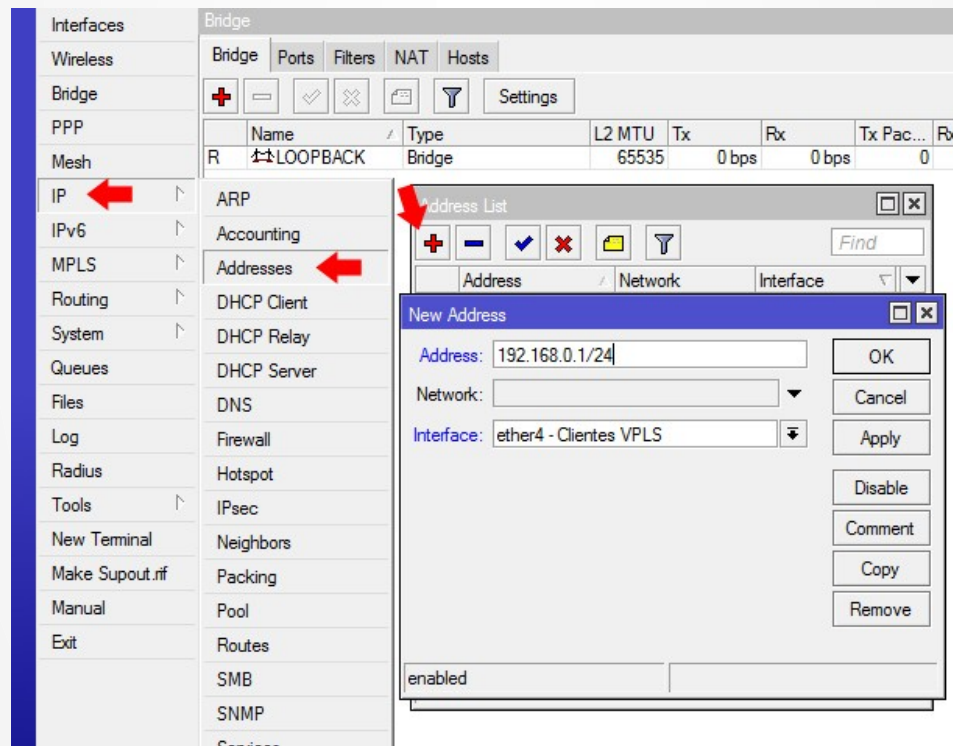 Interfaces
Wireless
Bridge
PPP
Mesh
IP
IPv6
MPLS
Routing
System
Queues
Files
Log
Radius
Tools
New Terminal
Make Supout.rif
Manual
Exit
ARP
Accounting
Addresses
DHCP Client
DHCP Relay
DHCP Server
DNS
Firewall
Hotspot
IPsec
Neighbors
Packing
Pool
Routes
SMB
SNMP
Bridge
Bridge Ports Filters NAT Hosts
Settings
Name Type L2 MTU Tx Rx Tx Pac...
R LOOPBACK Bridge 65535 0 bps 0 bps 0
Address List
Find
Address Network Interface
New Address
Address: 192.168.0.1/24
Network:
Interface: ether4 - Clientes VPLS
OK
Cancel
Apply
Disable
Comment
Copy
Remove
enabled